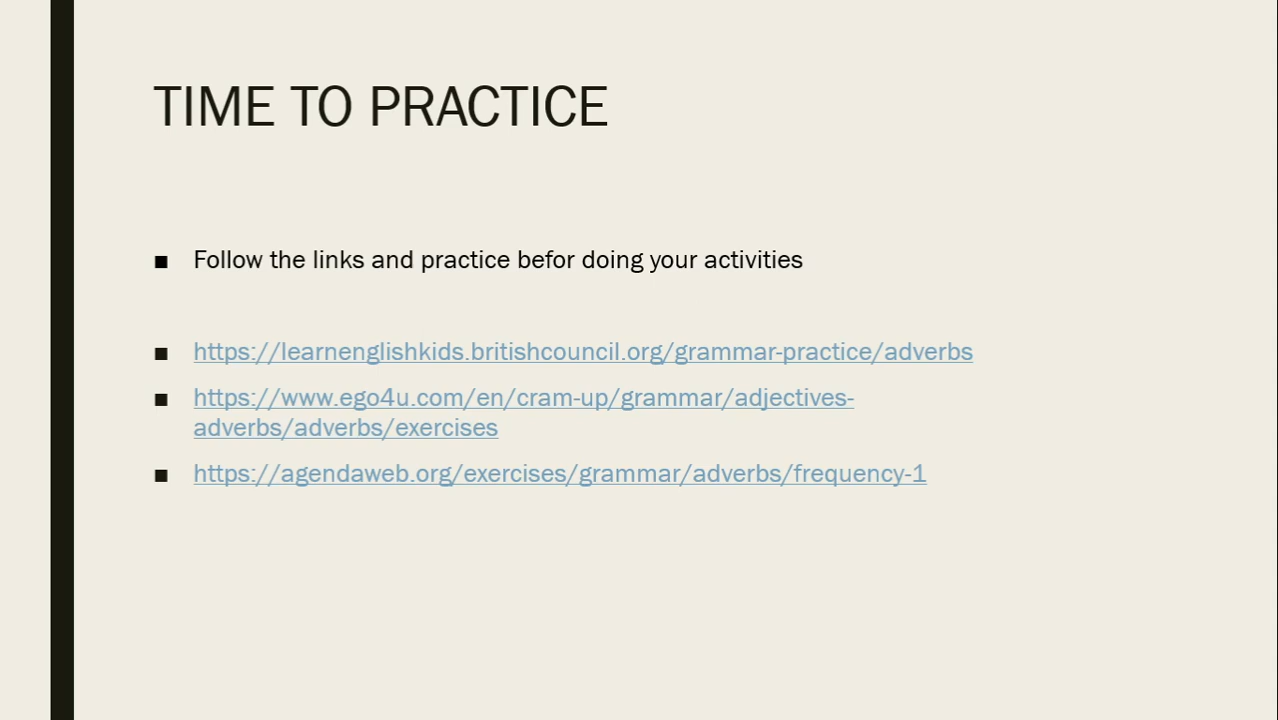 TIME TO PRACTICE
■ Follow the links and practice befor doing your activities
■ https://learnenglishkids.britishcouncil.org/grammar-practice/adverbs
■ https://www.ego4u.com/en/cram-up/grammar/adjectives-
adverbs/adverbs/exercises
■ https://agendaweb.org/exercises/grammar/adverbs/frequency-1